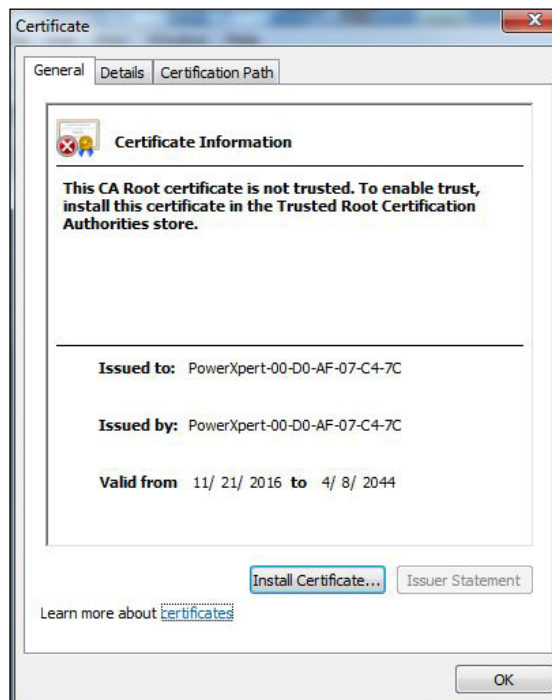 Certificate
General
Details
Certification Path
Certificate Information
This CA Root certificate is not trusted. To enable trust,
install this certificate in the Trusted Root Certification
Authorities store.
Issued to: PowerXpert-00-D0-AF-07-C4-7C
Issued by: PowerXpert-00-D0-AF-07-C4-7C
Valid from 11/ 21/ 2016 to 4/ 8/ 2044
Install Certificate...
Issuer Statement
Learn more about certificates
OK